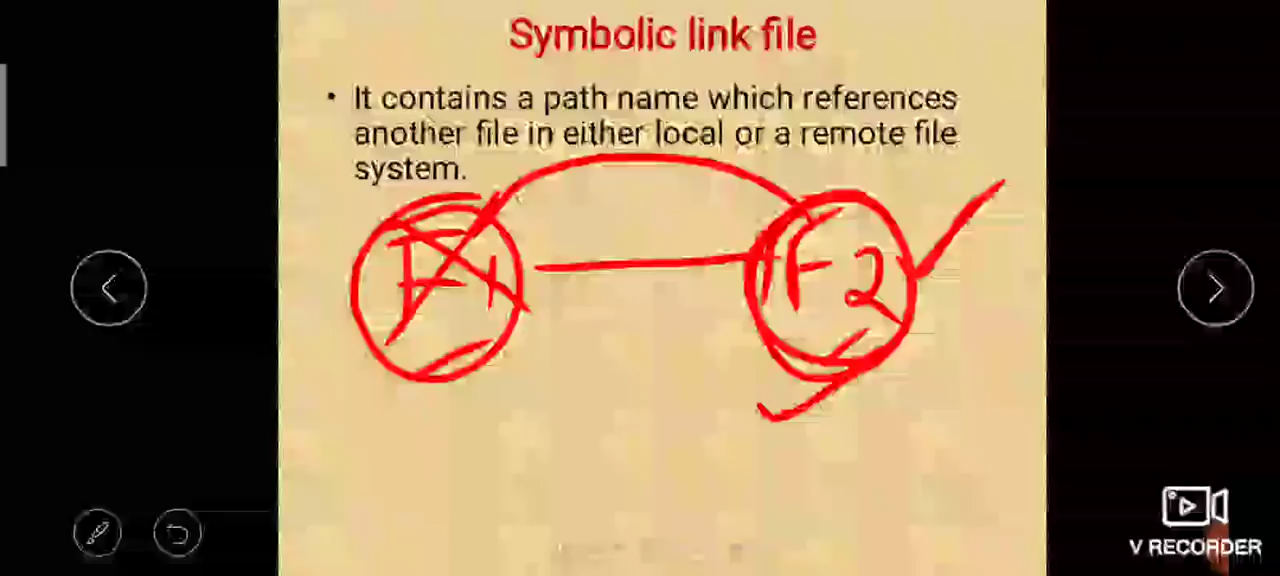 Symbolic link file
• It contains a path name which references
another file in either local or a remote file
system.
F1
F2
V RECORDER